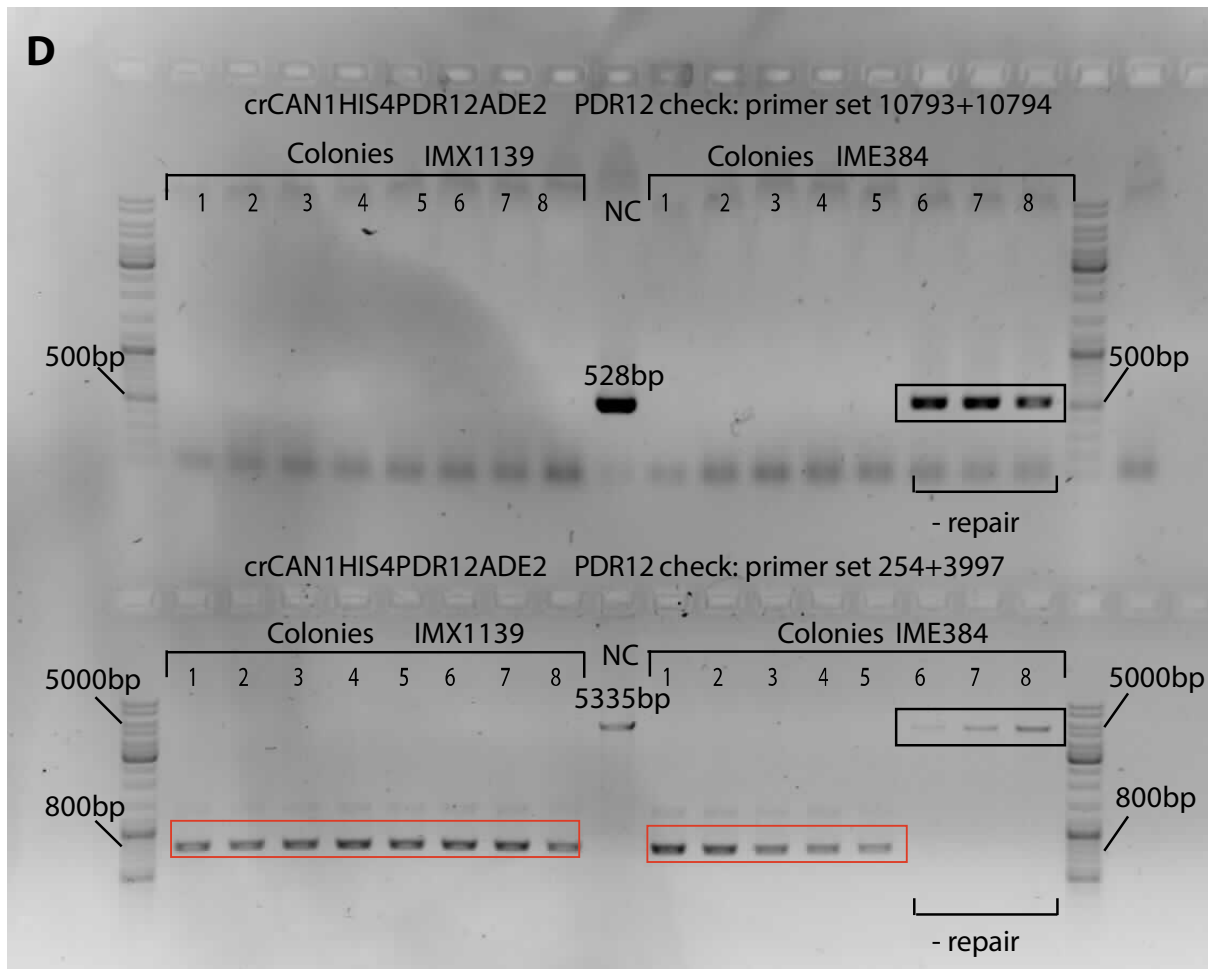 D
crCAN1HIS4PDR12ADE2 PDR12 check: primer set 10793+10794
Colonies IMX1139 Colonies IME384
1 2 3 4 5 6 7 8 NC 1 2 3 4 5 6 7 8
500bp 528bp 500bp
- repair
crCAN1HIS4PDR12ADE2 PDR12 check: primer set 254+3997
Colonies IMX1139 Colonies IME384
NC
1 2 3 4 5 6 7 8 1 2 3 4 5 6 7 8
5000bp 5335bp 5000bp
800bp 800bp
- repair